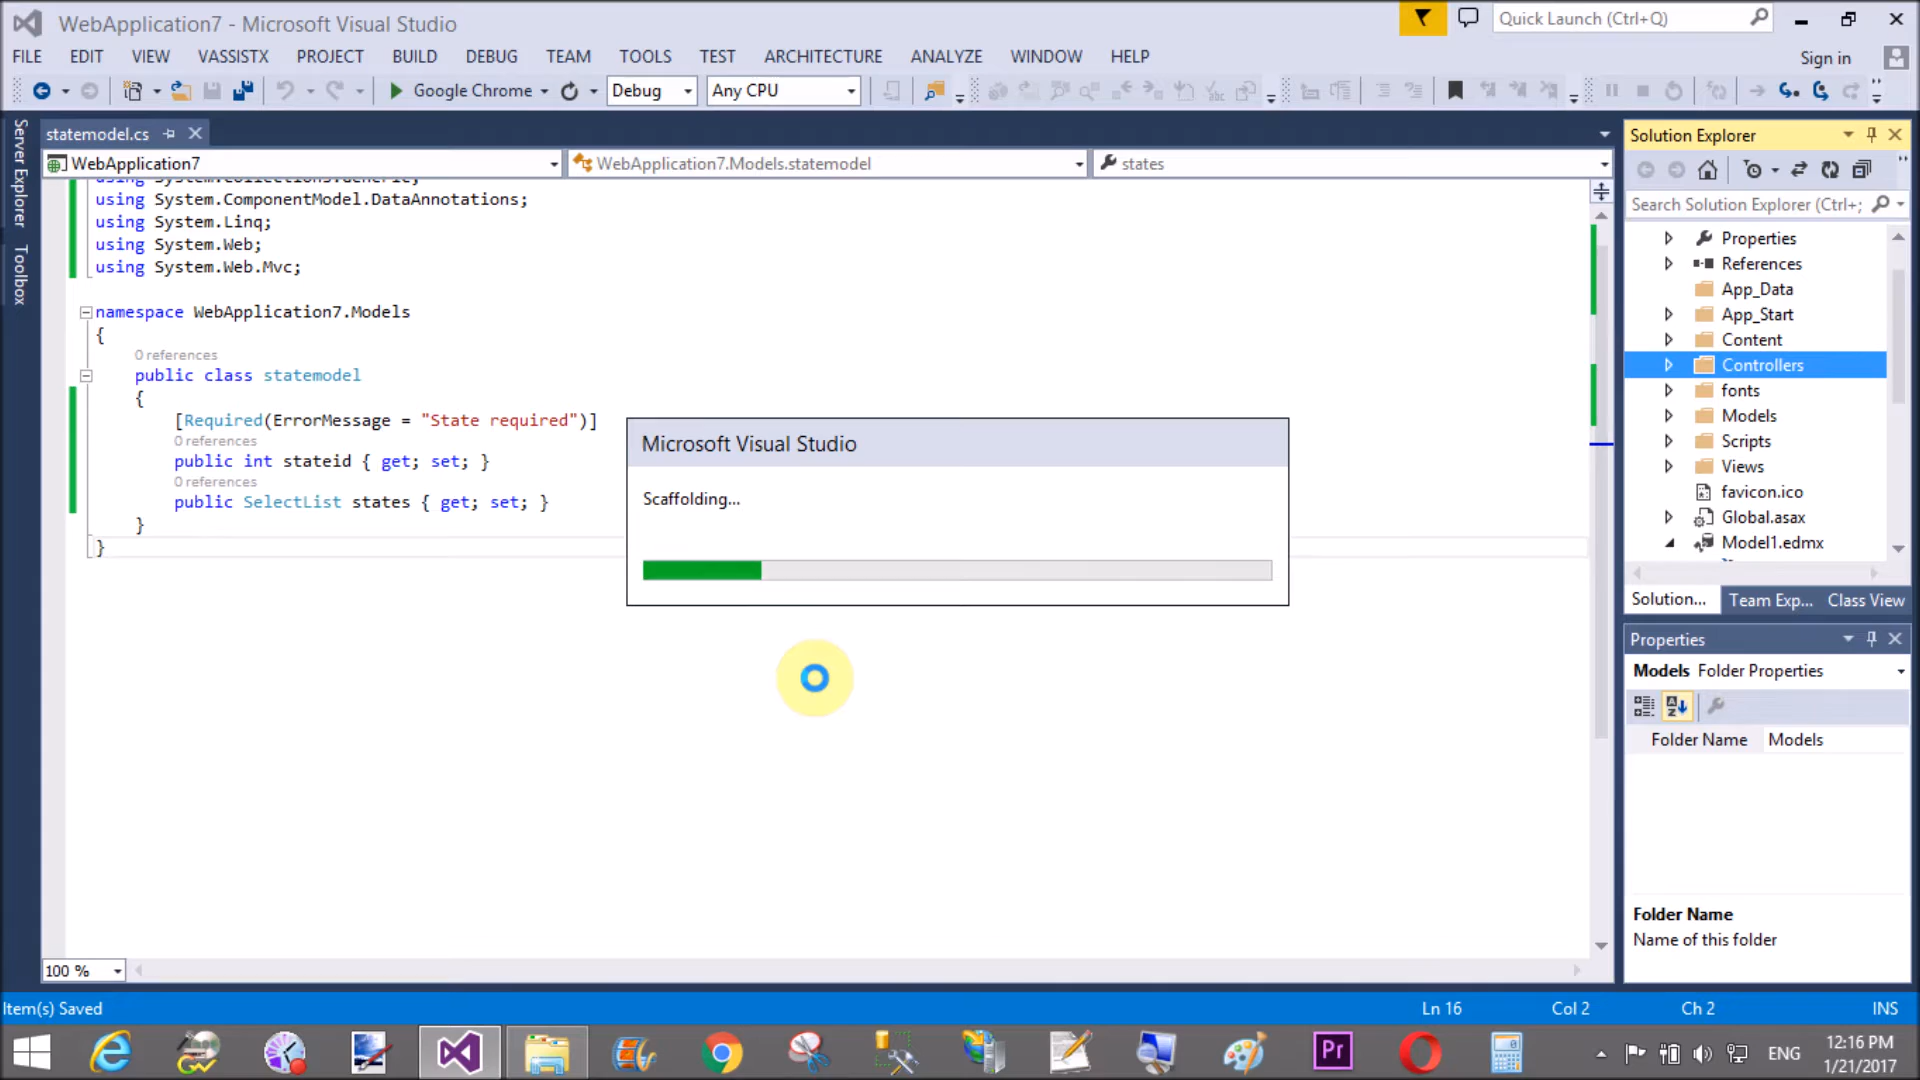 WebApplication7 - Microsoft Visual Studio
Quick Launch (Ctrl+Q)
FILE EDIT VIEW VASSISTX PROJECT BUILD DEBUG TEAM TOOLS TEST ARCHITECTURE ANALYZE WINDOW HELP
Sign in
Google Chrome Debug Any CPU
Server Explorer
Toolbox
statemodel.cs
WebApplication7
WebApplication7.Models.statemodel
states
using System.Collections.Generic;
using System.ComponentModel.DataAnnotations;
using System.Linq;
using System.Web;
using System.Web.Mvc;
namespace WebApplication7.Models
{
0 references
public class statemodel
{
[Required(ErrorMessage = "State required")]
0 references
public int stateid { get; set; }
0 references
public SelectList states { get; set; }
}
}
Microsoft Visual Studio
Scaffolding...
100 %
Solution Explorer
Search Solution Explorer (Ctrl+;
Properties
References
App_Data
App_Start
Content
Controllers
fonts
Models
Scripts
Views
favicon.ico
Global.asax
Model1.edmx
Solution... Team Exp... Class View
Properties
Models Folder Properties
Folder Name Models
Folder Name
Name of this folder
Item(s) Saved
Ln 16 Col 2 Ch 2 INS
Pr
ENG
12:16 PM
1/21/2017